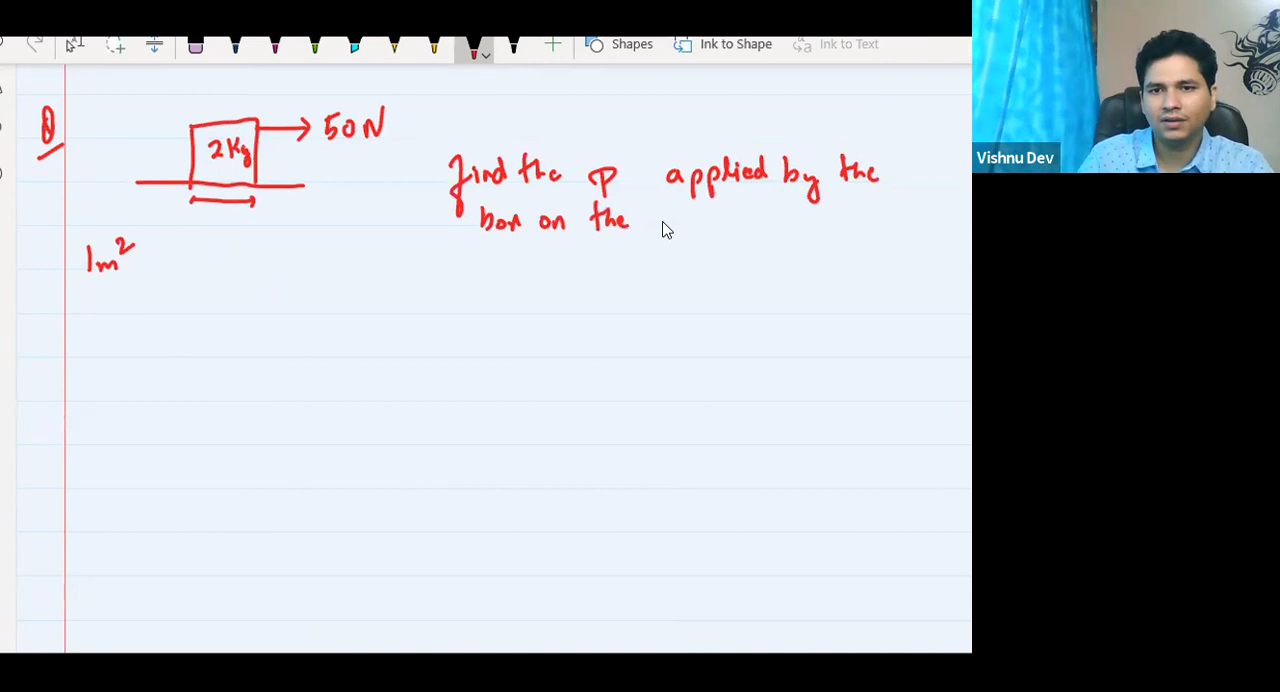 Shapes
Ink to Shape
Ink to Text
Q
2Kg
50N
find the P applied by the
box on the
1m²
Vishnu Dev